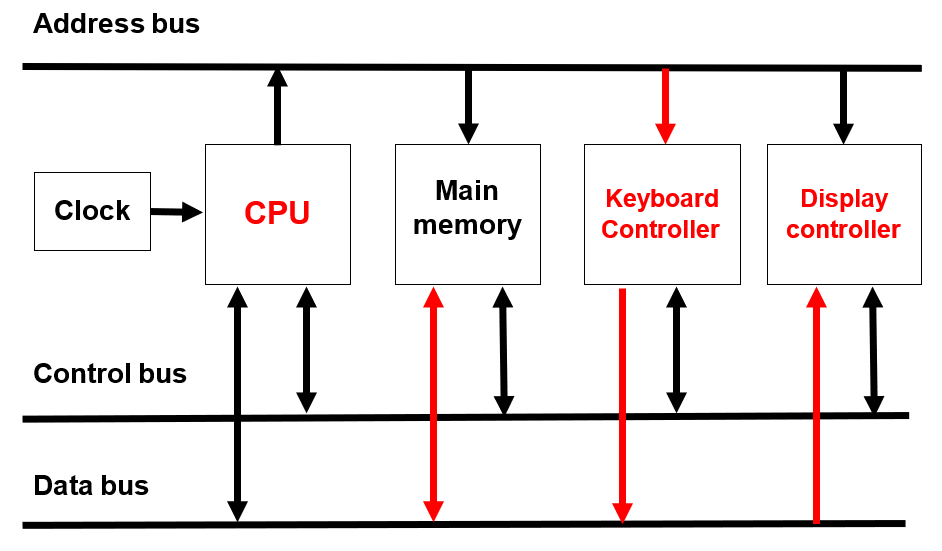 Address bus
Clock
CPU
Main
memory
Keyboard
Controller
Display
controller
Control bus
Data bus